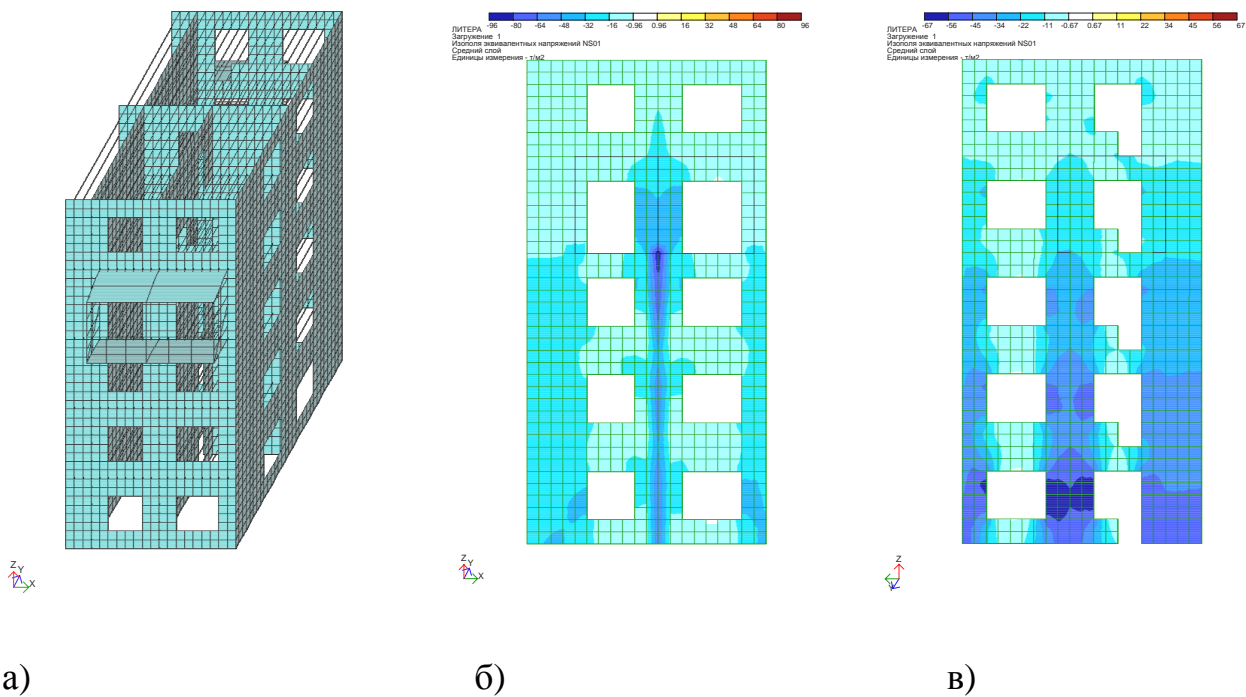 -96 -80 -64 -48 -32 -16 -0.96 0.96 16 32 48 64 80 96
ЛИТЕРА
Загружение 1
Изополя эквивалентных напряжений NS01
Средний слой
Единицы измерения - т/м2
-67 -56 -45 -34 -22 -11 -0.67 0.67 11 22 34 45 56 67
ЛИТЕРА
Загружение 1
Изополя эквивалентных напряжений NS01
Средний слой
Единицы измерения - т/м2
Z Y X
Z Y X
Z Y
а) б) в)